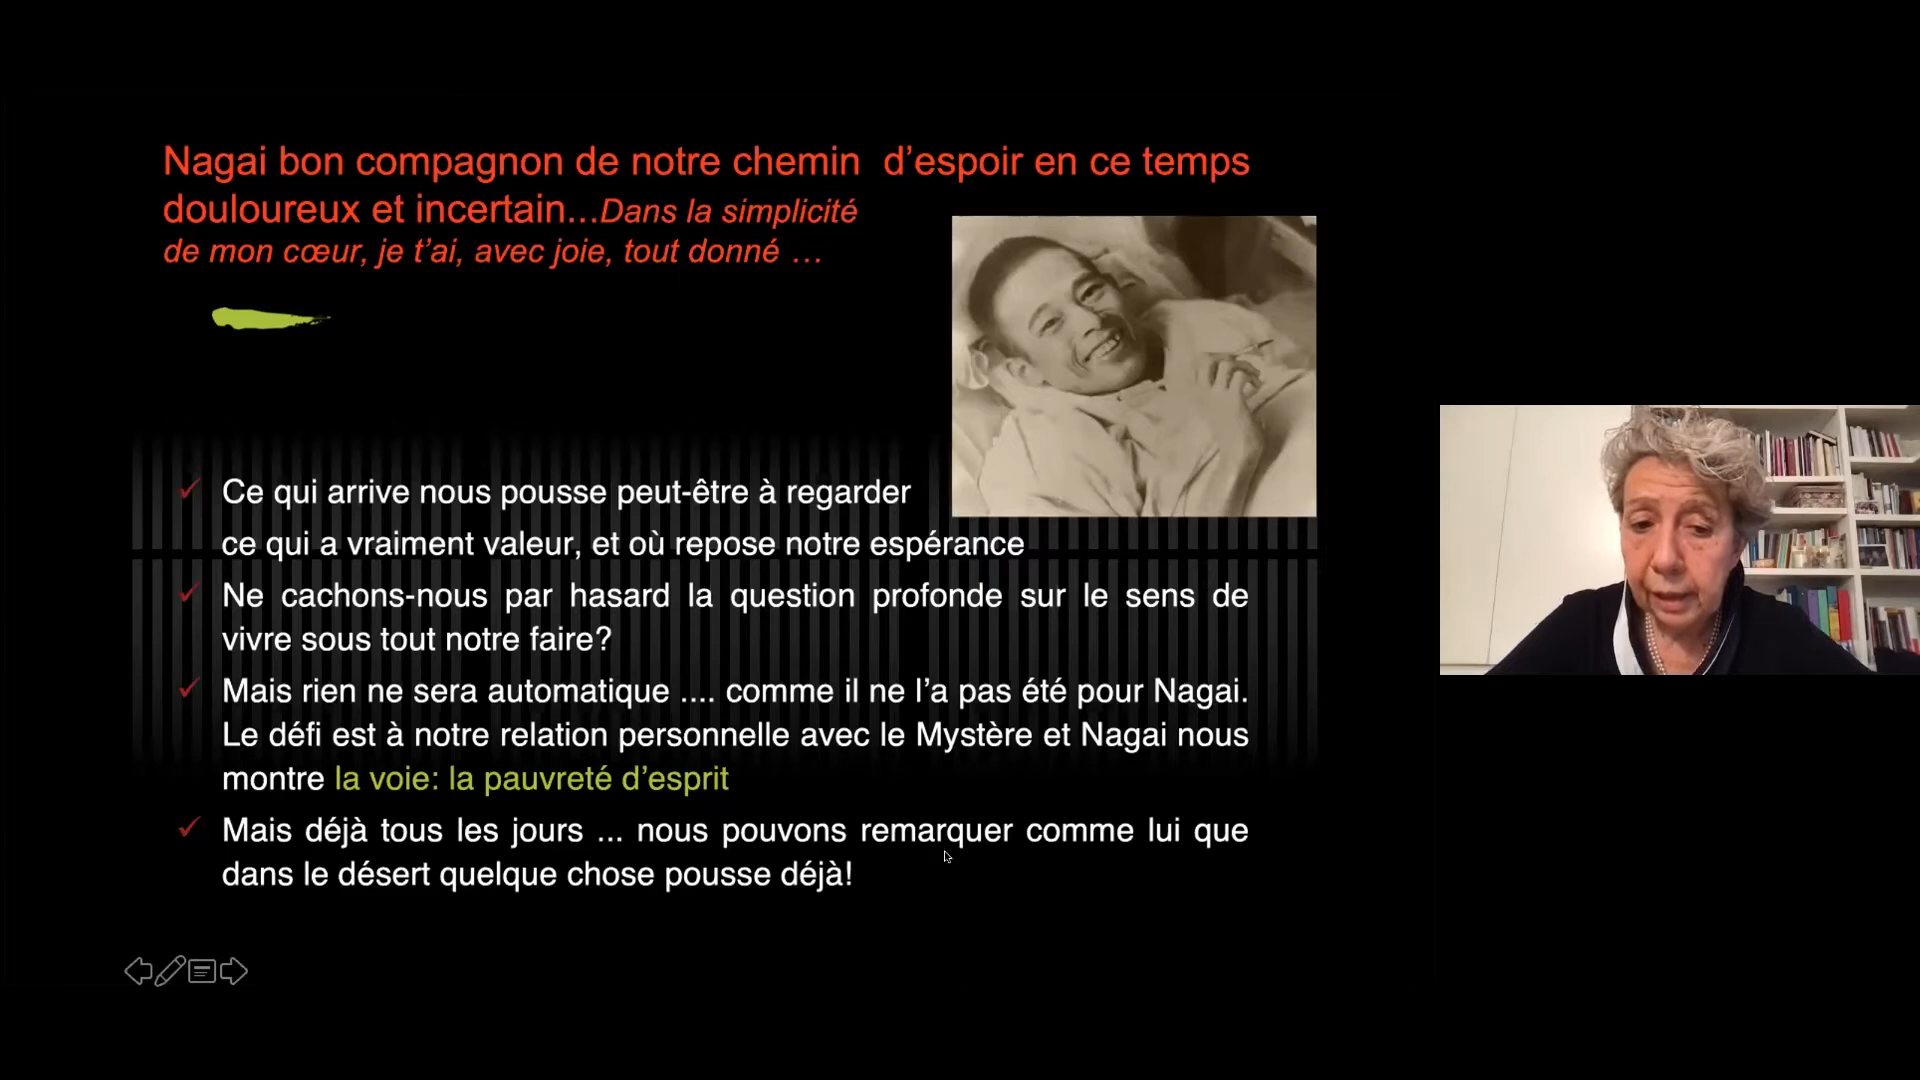 Nagai bon compagnon de notre chemin d’espoir en ce temps
douloureux et incertain...Dans la simplicité
de mon cœur, je t’ai, avec joie, tout donné …
Ce qui arrive nous pousse peut-être à regarder
ce qui a vraiment valeur, et où repose notre espérance
Ne cachons-nous par hasard la question profonde sur le sens de
vivre sous tout notre faire?
Mais rien ne sera automatique .... comme il ne l’a pas été pour Nagai.
Le défi est à notre relation personnelle avec le Mystère et Nagai nous
montre la voie: la pauvreté d’esprit
Mais déjà tous les jours ... nous pouvons remarquer comme lui que
dans le désert quelque chose pousse déjà!